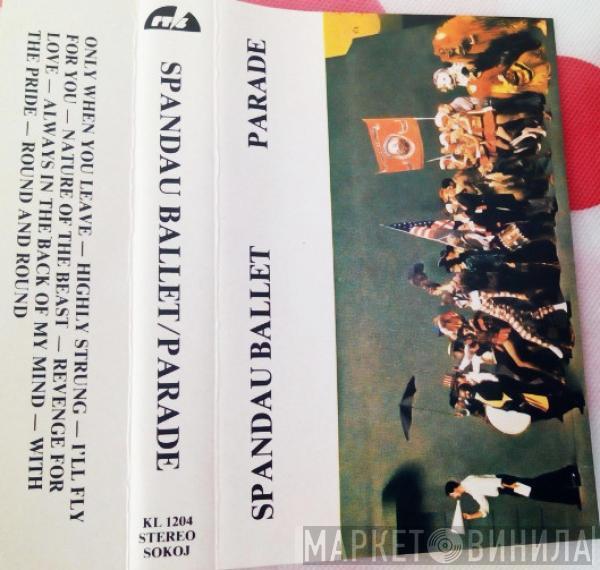 ONLY WHEN YOU LEAVE – HIGHLY STRUNG – I'LL FLY
FOR YOU – NATURE OF THE BEAST – REVENGE FOR
LOVE – ALWAYS IN THE BACK OF MY MIND – WITH
THE PRIDE – ROUND AND ROUND
RTB
SPANDAU BALLET/PARADE
KL 1204
STEREO
SOKOJ
SPANDAU BALLET PARADE
МАРКЕТ ВИНИЛА